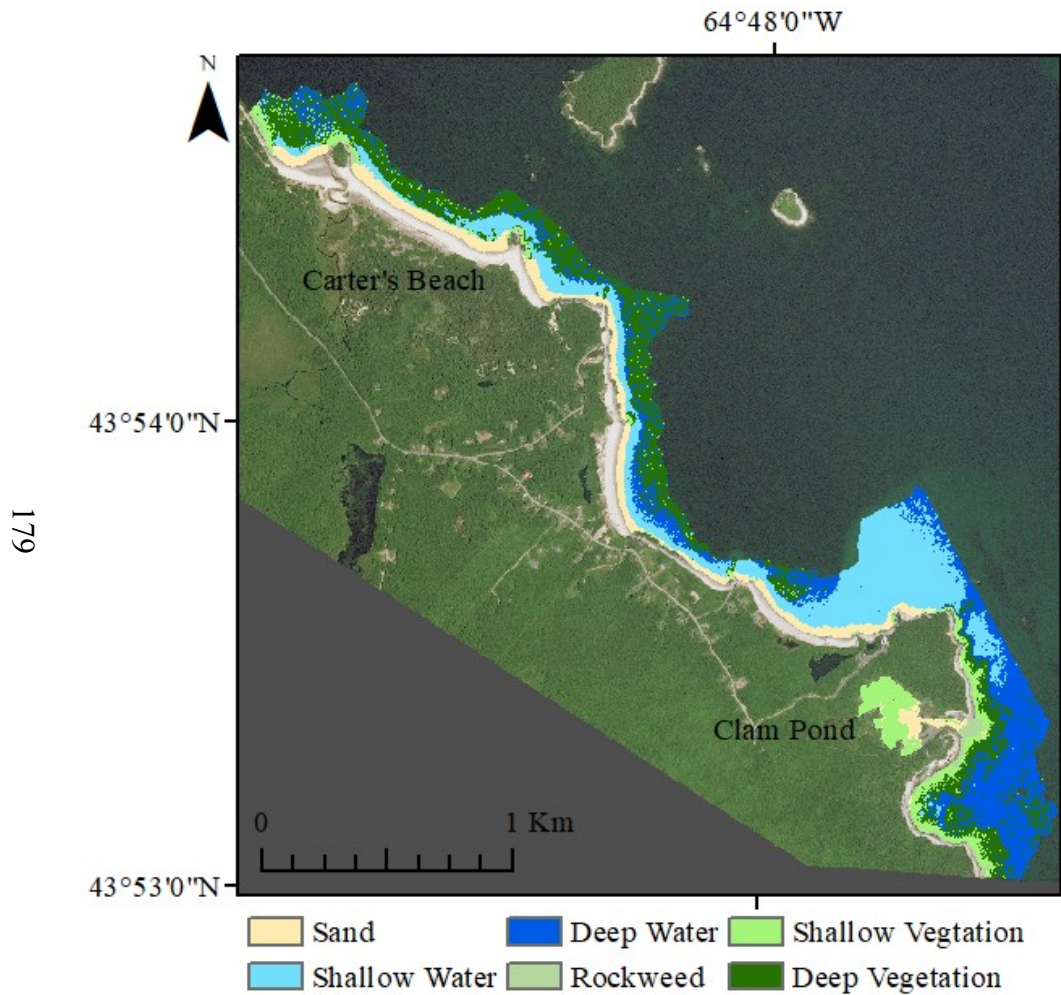 64°48'0"W
N
Carter's Beach
43°54'0"N
179
Clam Pond
0 1 Km
43°53'0"N
Sand Deep Water Shallow Vegtation
Shallow Water Rockweed Deep Vegetation